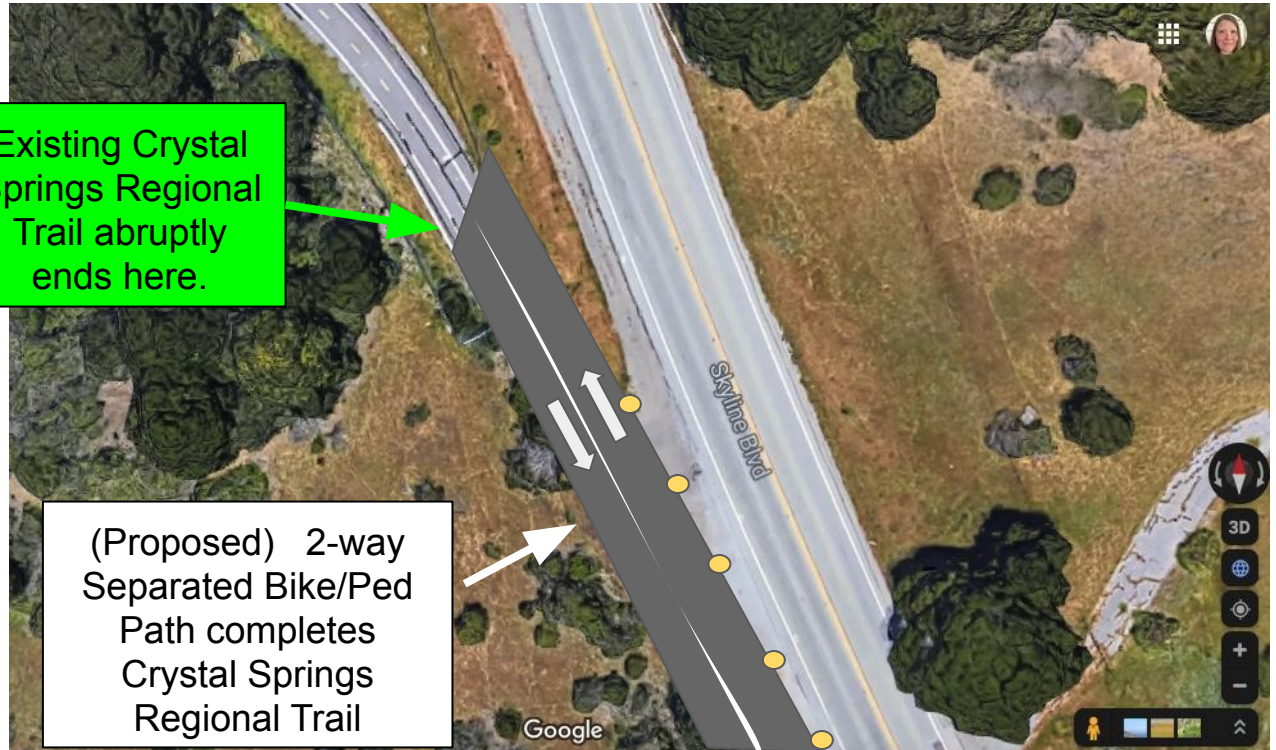 Existing Crystal
Springs Regional
Trail abruptly
ends here.
Skyline Blvd
(Proposed) 2-way
Separated Bike/Ped
Path completes
Crystal Springs
Regional Trail
Google
3D